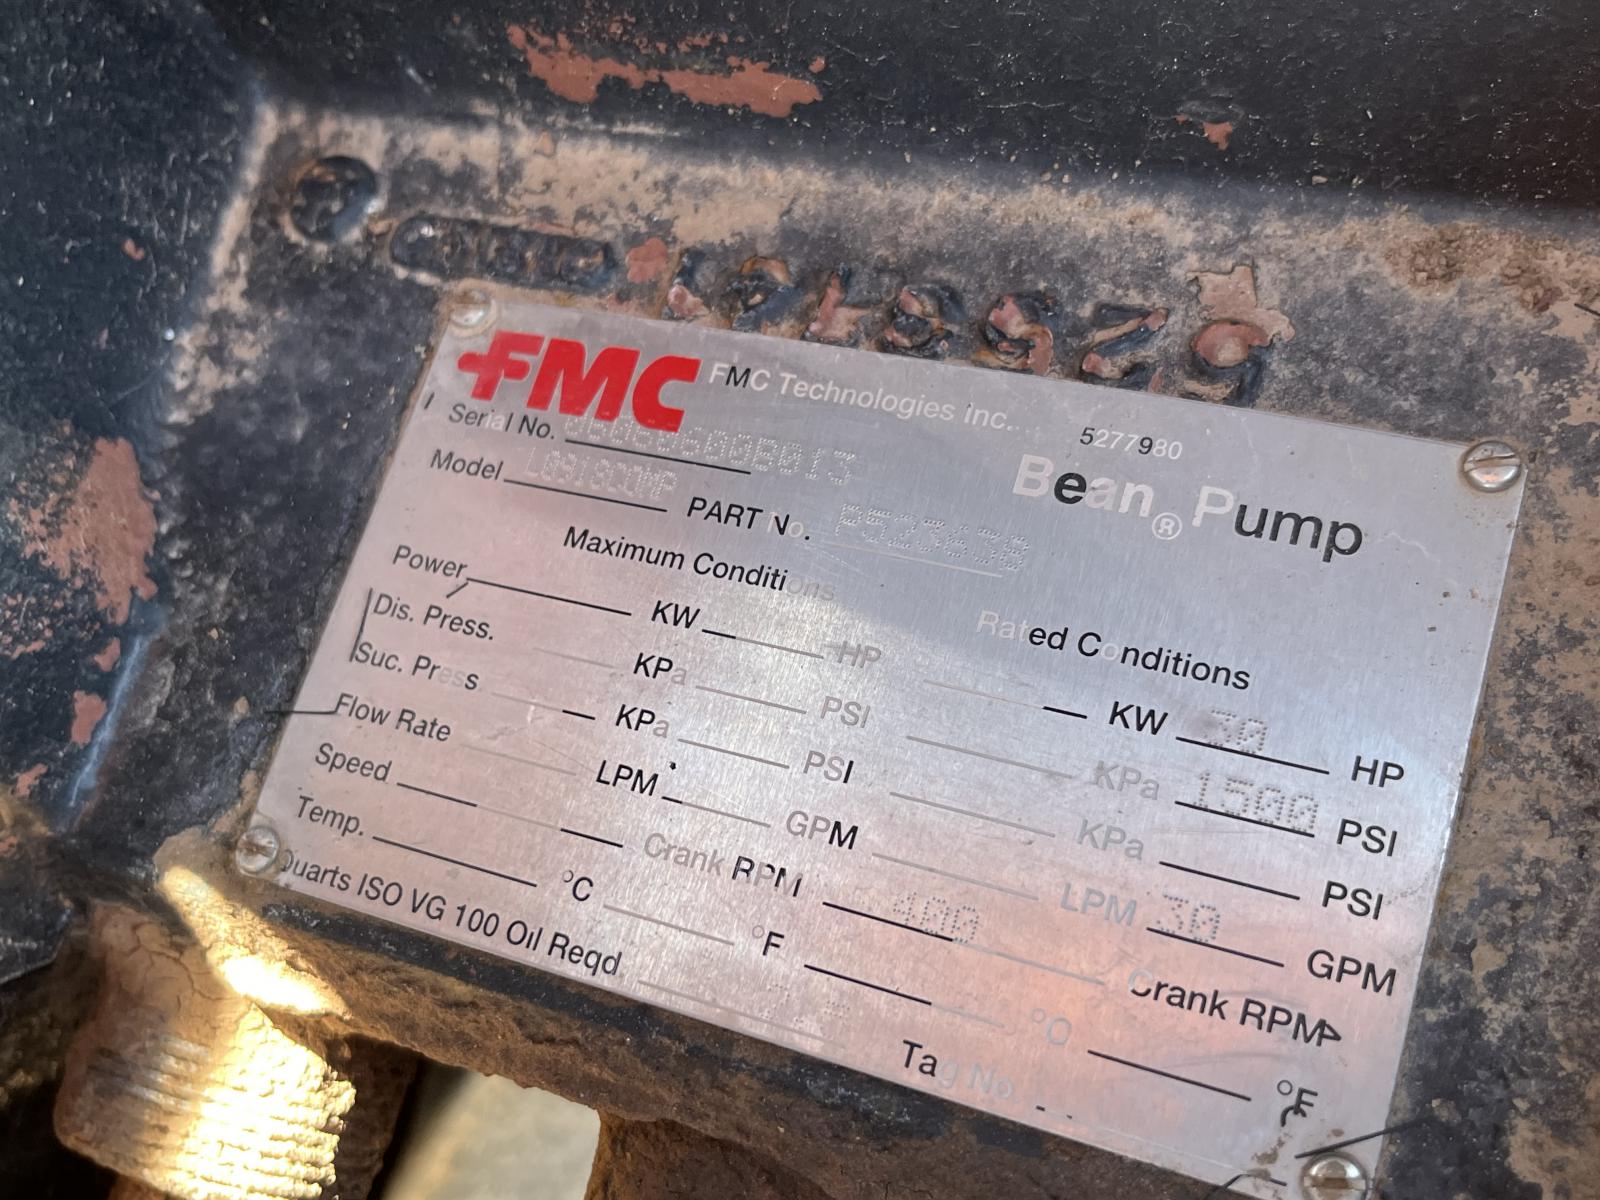 FMC FMC Technologies Inc. 5277980
Serial No.
Bean® Pump
Model L0918COMP PART No. P523638
Maximum Conditions Rated Conditions
Power KW HP KW 30 HP
Dis. Press. KPa PSI KPa 1500 PSI
Suc. Press KPa PSI KPa PSI
Flow Rate LPM GPM LPM 30 GPM
Speed Crank RPM 400 Crank RPM
Temp. °C °F °C °F
Quarts ISO VG 100 Oil Reqd
Tag No.